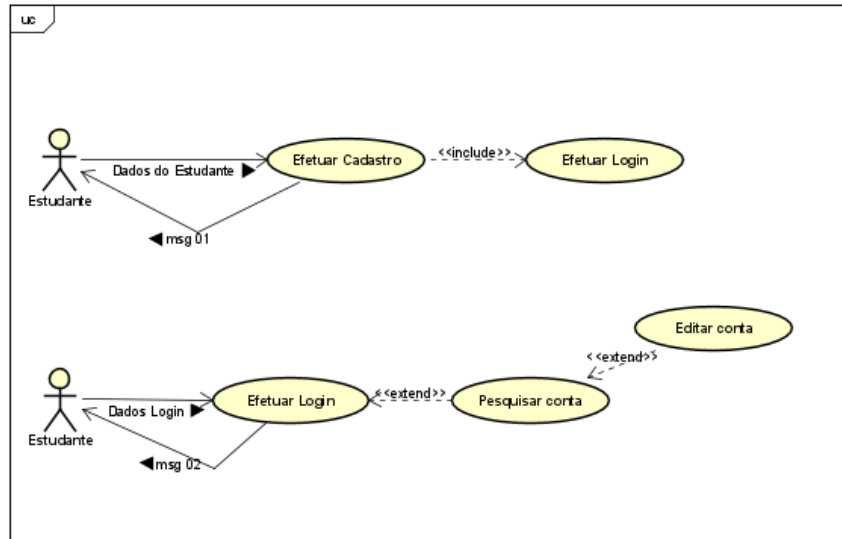 uc
Efetuar Cadastro
<<include>>
Efetuar Login
Dados do Estudante
Estudante
msg 01
Editar conta
<<extend>>
Efetuar Login
<<extend>>
Pesquisar conta
Dados Login
Estudante
msg 02